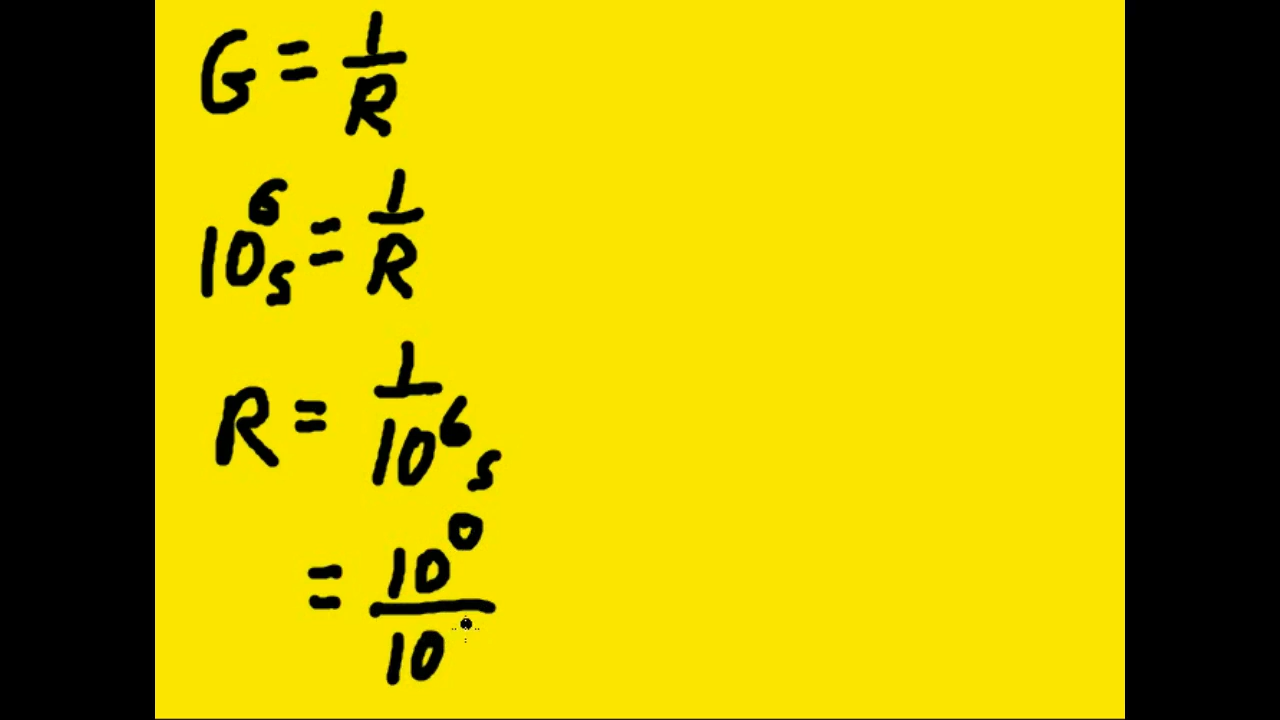 G = 1/R
10⁶s = 1/R
R = 1/10⁶s
= 10⁰/10